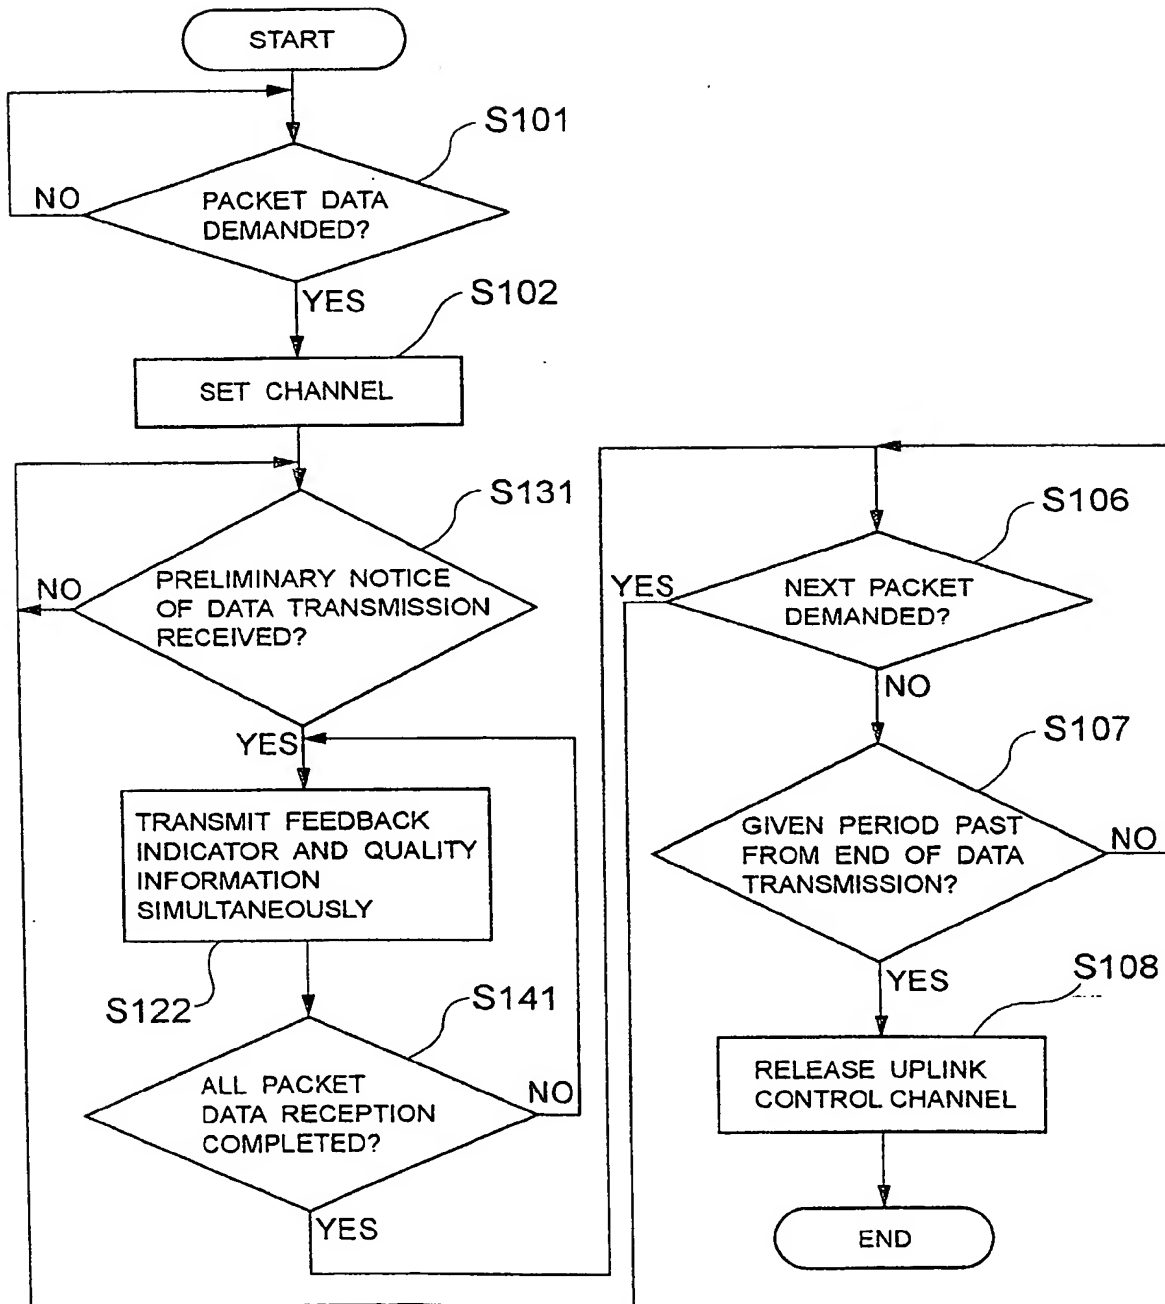 START
S101
NO
PACKET DATA
DEMANDED?
YES
S102
SET CHANNEL
S131
NO
PRELIMINARY NOTICE
OF DATA TRANSMISSION
RECEIVED?
YES
TRANSMIT FEEDBACK
INDICATOR AND QUALITY
INFORMATION
SIMULTANEOUSLY
S122
S141
ALL PACKET
DATA RECEPTION
COMPLETED?
NO
YES
S106
YES
NEXT PACKET
DEMANDED?
NO
S107
GIVEN PERIOD PAST
FROM END OF DATA
TRANSMISSION?
NO
YES
S108
RELEASE UPLINK
CONTROL CHANNEL
END